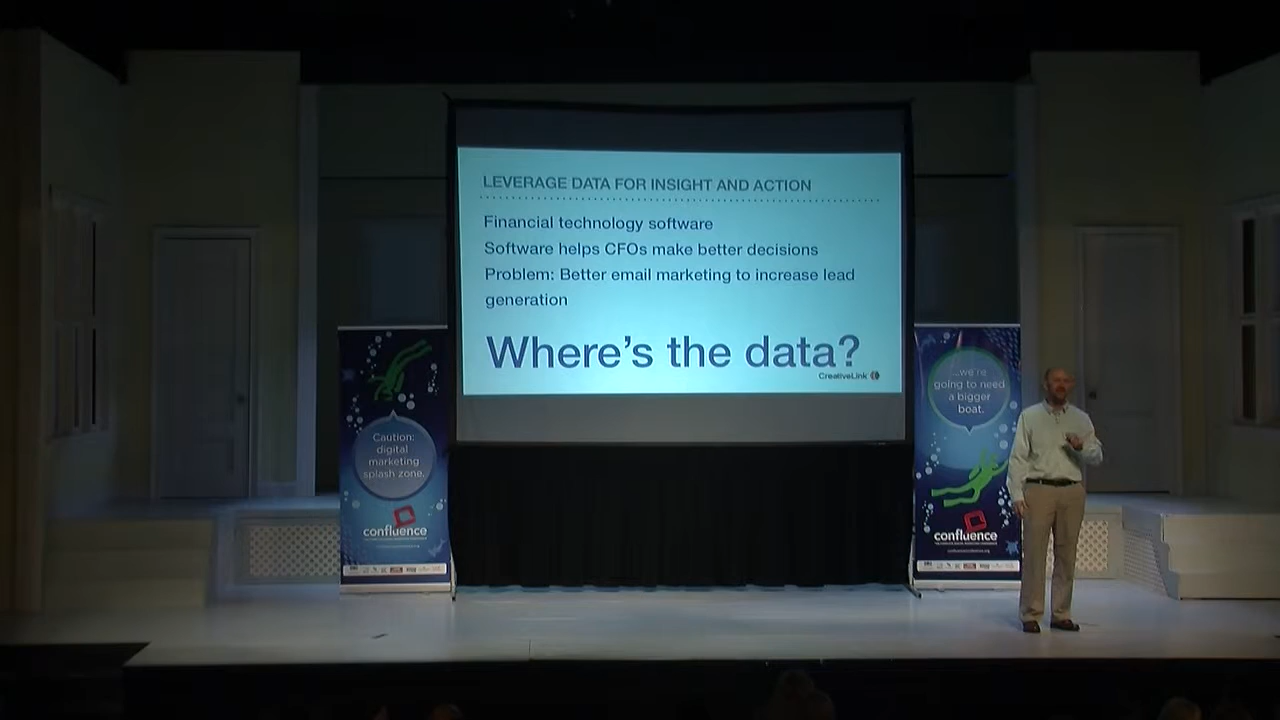 LEVERAGE DATA FOR INSIGHT AND ACTION
Financial technology software
Software helps CFOs make better decisions
Problem: Better email marketing to increase lead
generation
Where's the data?
CreativeLink
Caution:
digital
marketing
splash zone.
confluence
...we're
going to need
a bigger
boat.
confluence